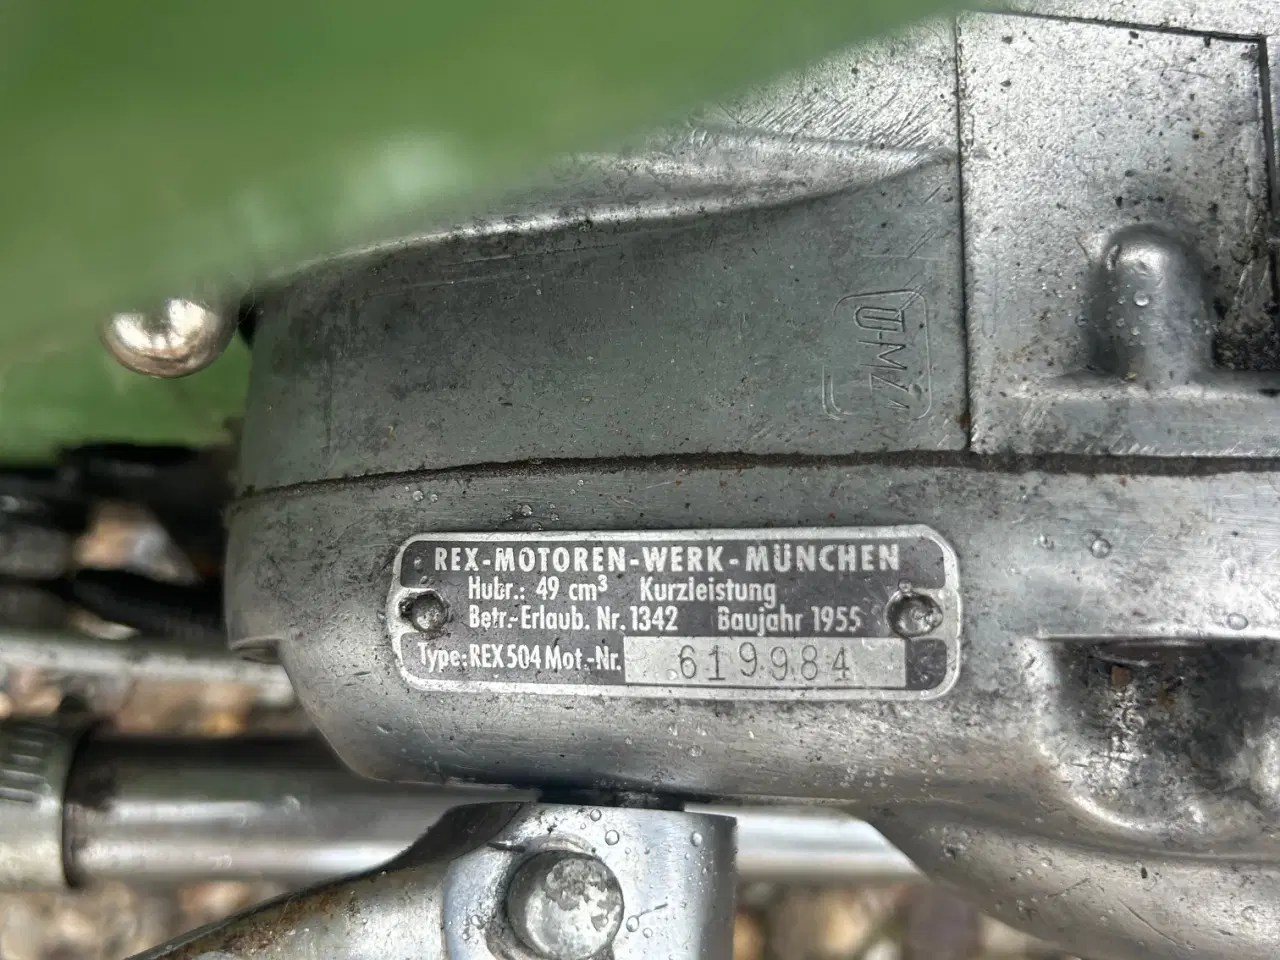 REX-MOTOREN-WERK-MÜNCHEN
Hubr.: 49 cm³ Kurzleistung
Betr.-Erlaub. Nr. 1342 Baujahr 1955
Type: REX 504 Mot.-Nr. 619984